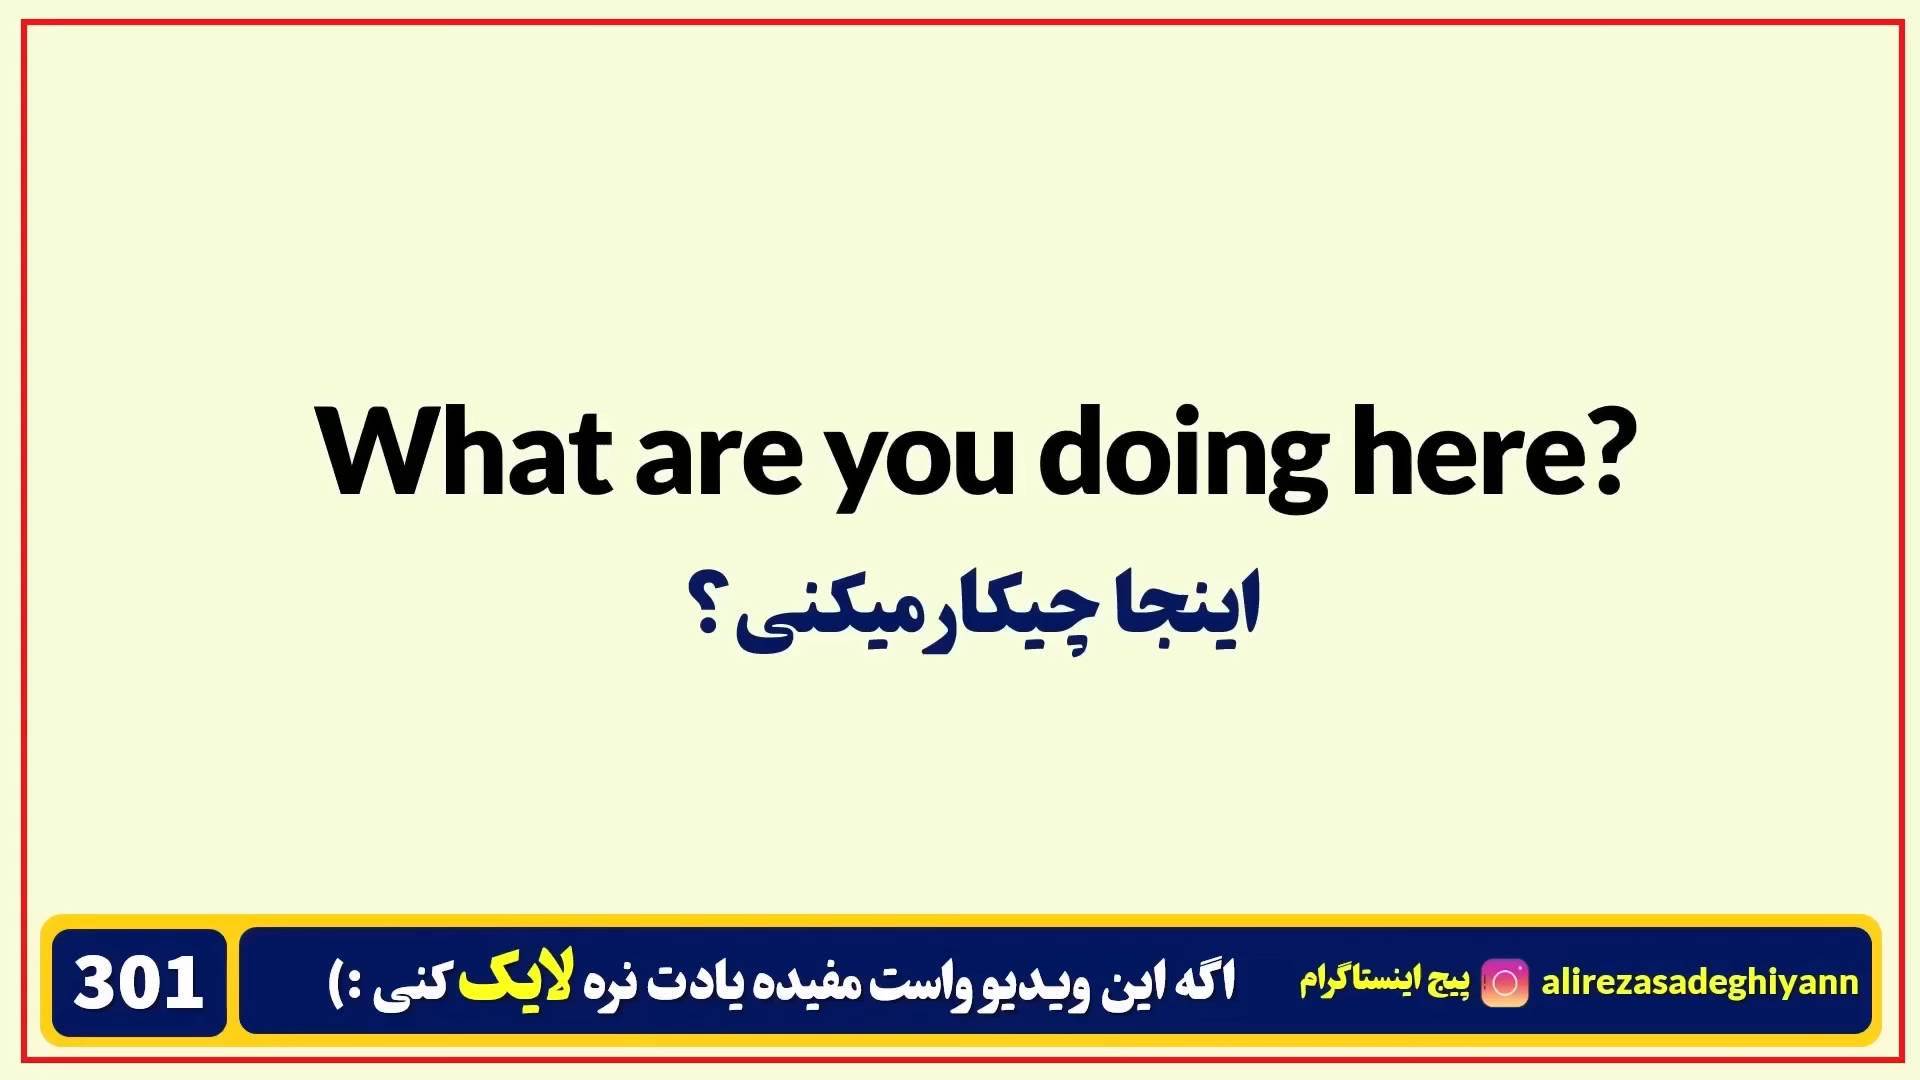 What are you doing here?
اینجا چیکار میکنی ؟
301
اگه این ویدیو واست مفیده یادت نره لایک کنی :)
پیج اینستاگرام alirezasadeghiyann